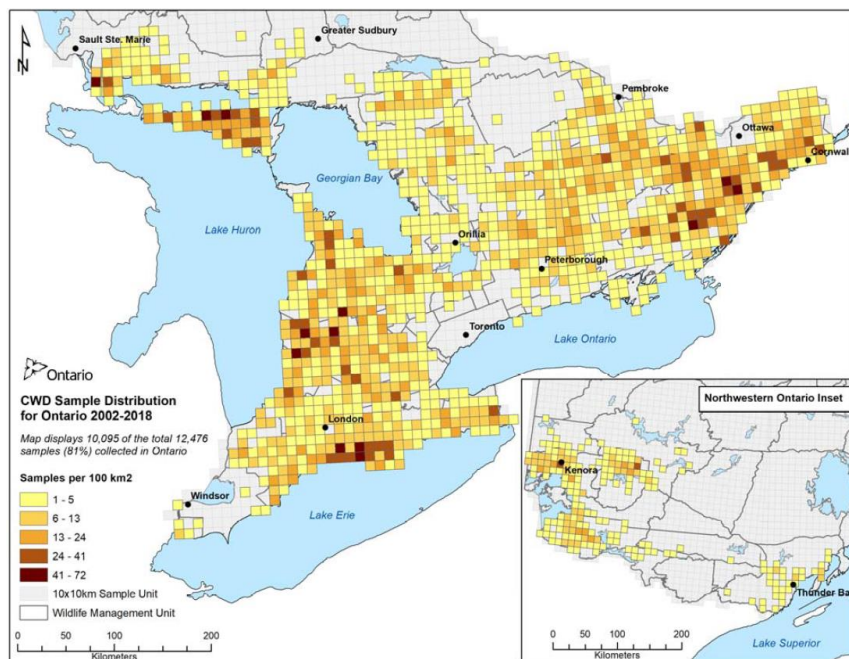 Sault Ste. Marie
Greater Sudbury
N
Pembroke
Ottawa
Cornwal
Georgian Bay
Lake Huron
Orillia
Peterborough
Toronto
Lake Ontario
Ontario
CWD Sample Distribution
for Ontario 2002-2018
Map displays 10,095 of the total 12,476
samples (81%) collected in Ontario
London
Samples per 100 km2
1 - 5
6 - 13
13 - 24
24 - 41
41 - 72
10x10km Sample Unit
Wildlife Management Unit
Windsor
Lake Erie
0 50 100 200
Kilometers
Northwestern Ontario Inset
Kenora
Thunder Ba
Lake Superior
0 50 100 200
Kilometers